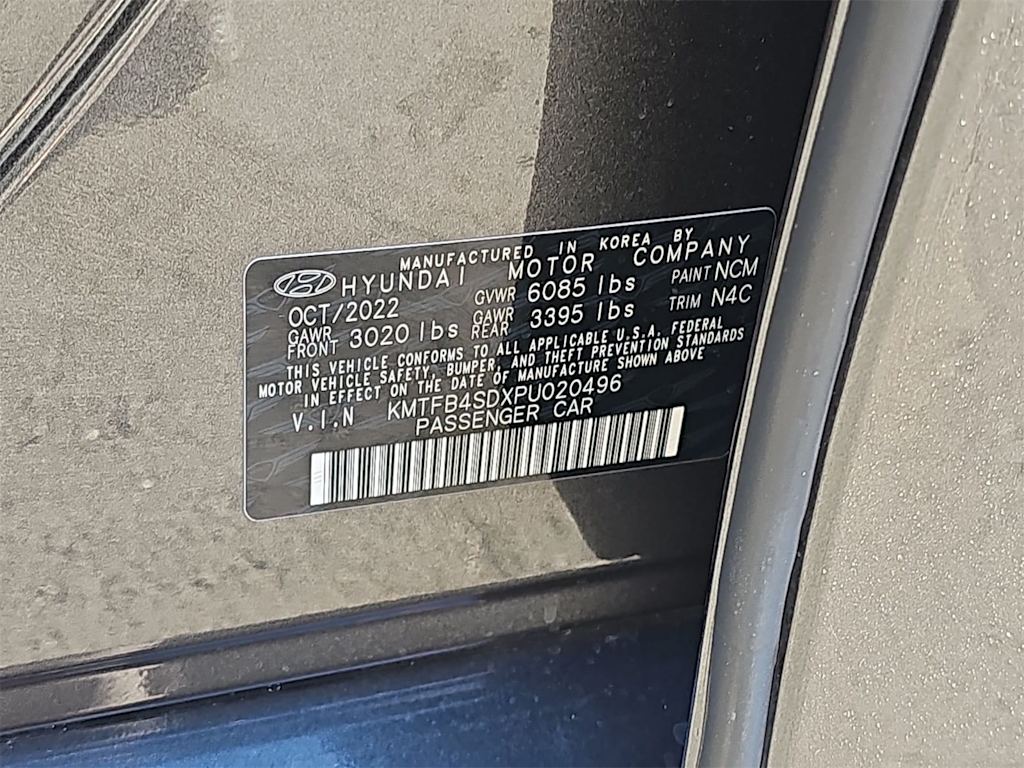 MANUFACTURED IN KOREA BY
HYUNDAI MOTOR COMPANY
OCT/2022 GVWR 6085 lbs PAINT NCM
GAWR FRONT 3020 lbs GAWR REAR 3395 lbs TRIM N4C
THIS VEHICLE CONFORMS TO ALL APPLICABLE U.S.A. FEDERAL
MOTOR VEHICLE SAFETY, BUMPER, AND THEFT PREVENTION STANDARDS
IN EFFECT ON THE DATE OF MANUFACTURE SHOWN ABOVE
V.I.N KMTFB4SDXPU020496
PASSENGER CAR